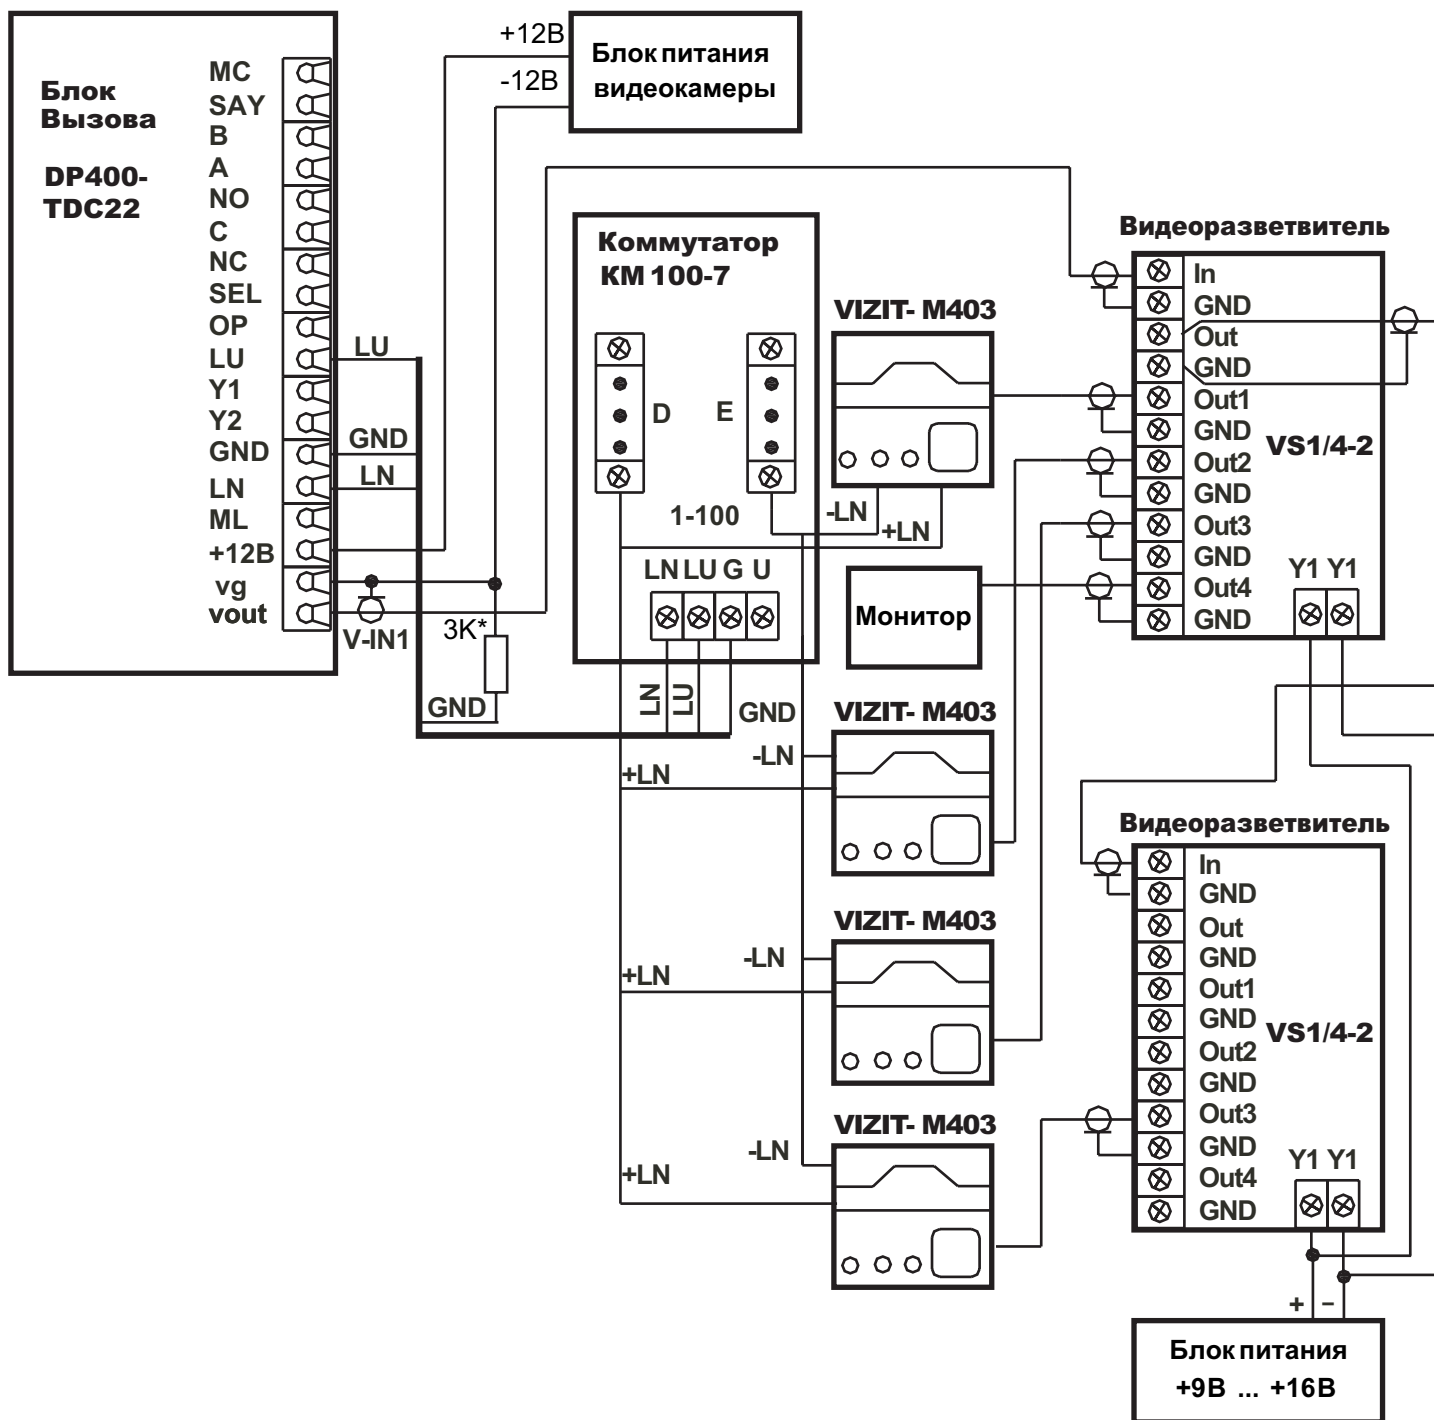 Блок
Вызова
DP400-
TDC22
MC
SAY
B
A
NO
C
NC
SEL
OP
LU
Y1
Y2
GND
LN
ML
+12В
vg
vout
LU
GND
LN
V-IN1
3K*
GND
+12В
-12В
Блок питания
видеокамеры
Коммутатор
КМ 100-7
D
E
1-100
LN LU G U
LN
LU
GND
VIZIT- M403
-LN
+LN
Монитор
VIZIT- M403
-LN
+LN
VIZIT- M403
-LN
+LN
VIZIT- M403
-LN
+LN
Видеоразветвитель
In
GND
Out
GND
Out1
GND
Out2
GND
Out3
GND
Out4
GND
VS1/4-2
Y1 Y1
Видеоразветвитель
In
GND
Out
GND
Out1
GND
Out2
GND
Out3
GND
Out4
GND
VS1/4-2
Y1 Y1
+ –
Блок питания
+9В ... +16В